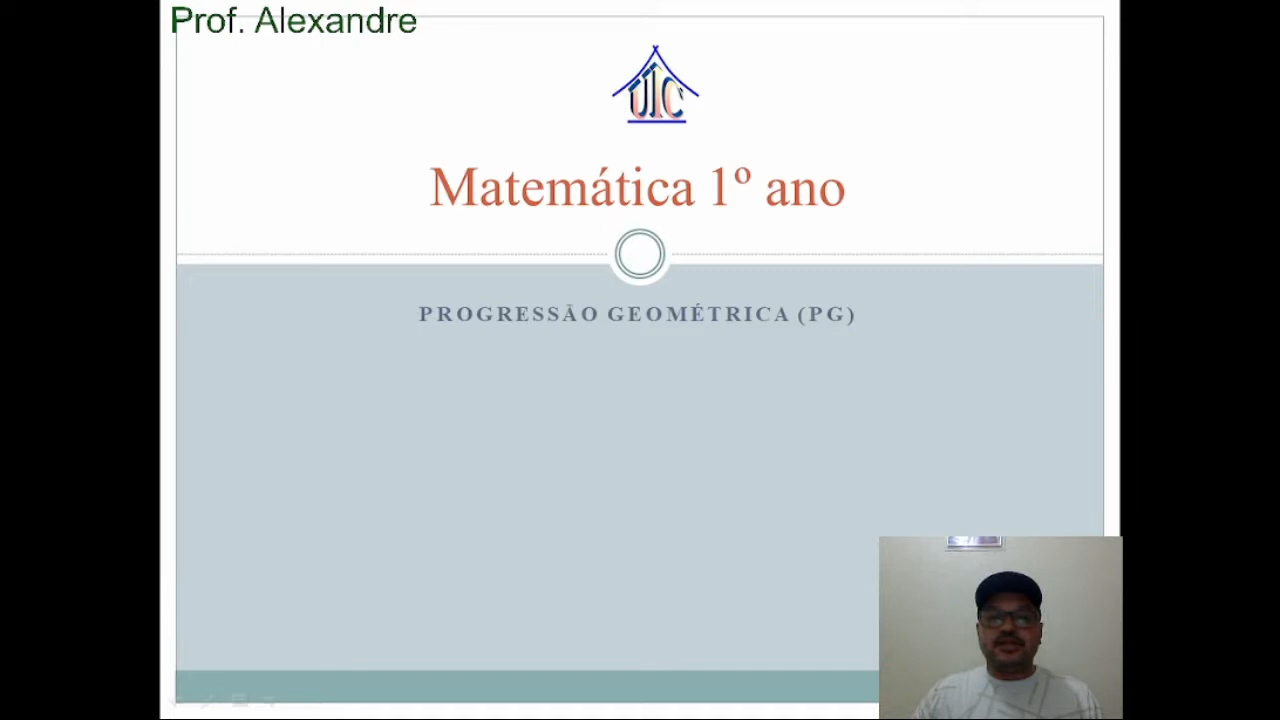 Prof. Alexandre
UIC
Matemática 1º ano
PROGRESSÃO GEOMÉTRICA (PG)